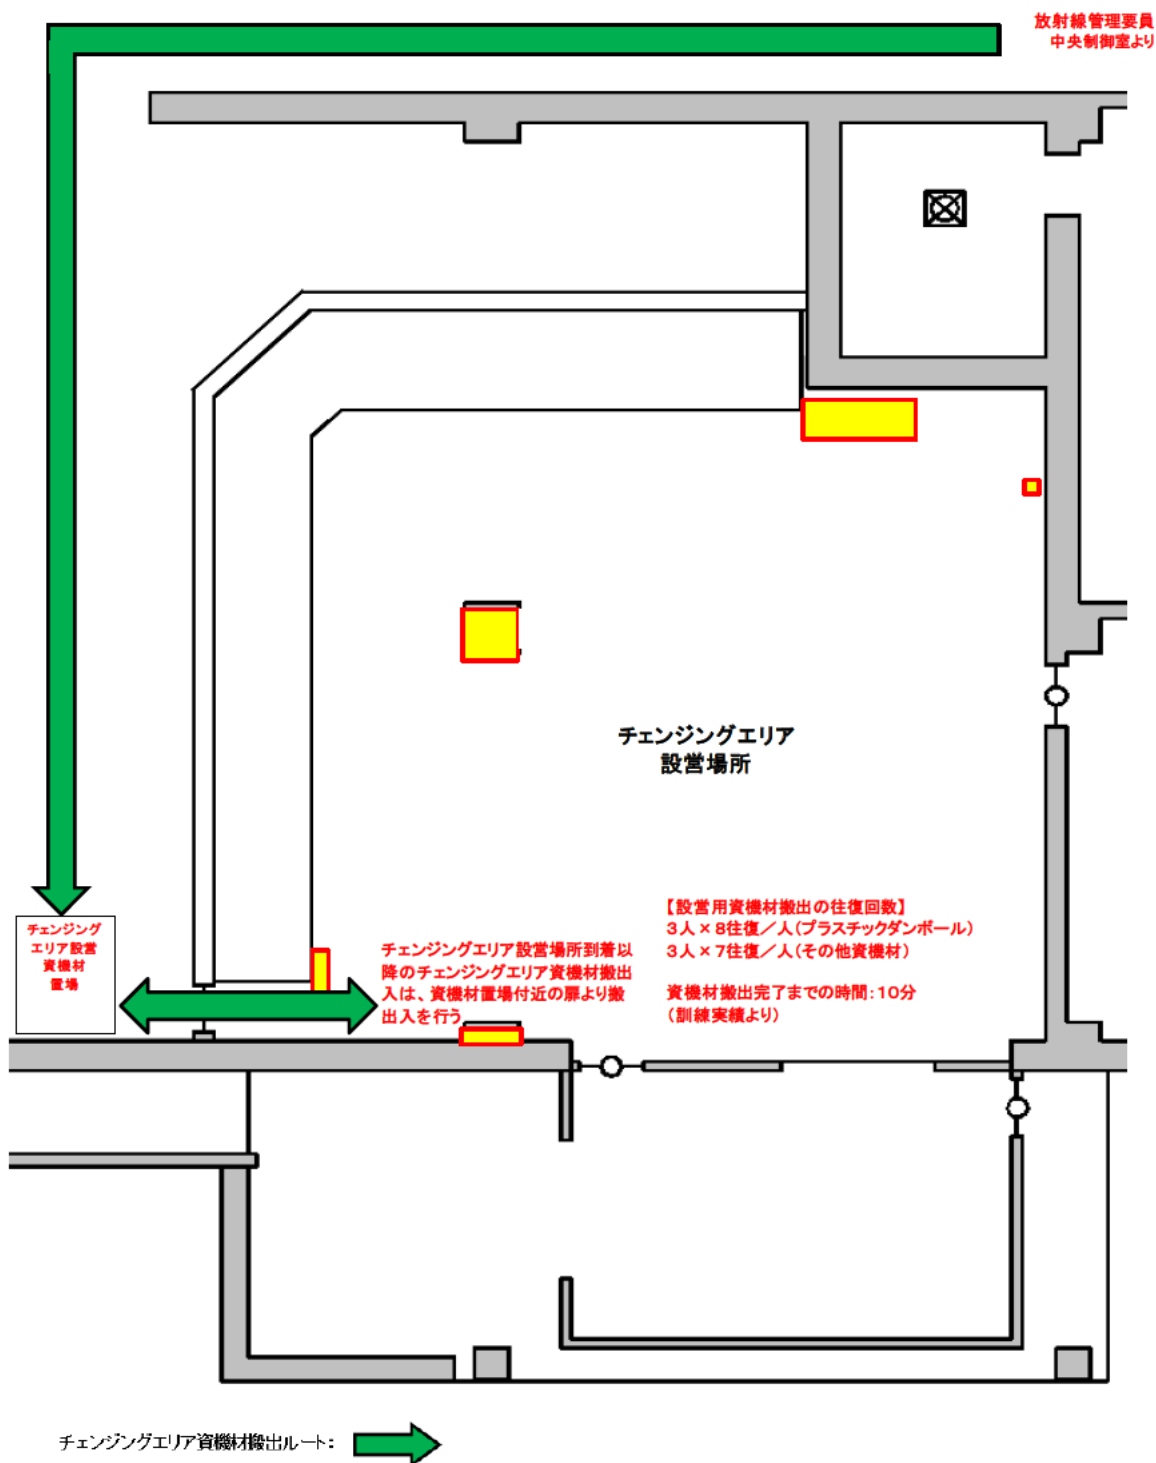 放射線管理要員
中央制御室より
チェンジングエリア
設営場所
チェンジング
エリア設営
資機材
置場
チェンジングエリア設営場所到着以
降のチェンジングエリア資機材搬出
入は、資機材置場付近の扉より搬
出入を行う
【設営用資機材搬出の往復回数】
3人×8往復/人(プラスチックダンボール)
3人×7往復/人(その他資機材)
資機材搬出完了までの時間:10分
(訓練実績より)
チェンジングエリア資機材搬出ルート: